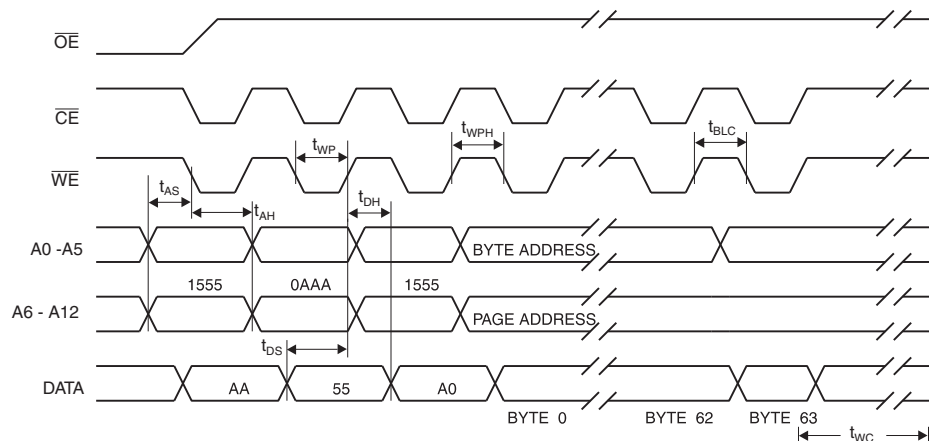 OE
CE
tWP
tWPH
tBLC
WE
tAS
tAH
tDH
A0 -A5
BYTE ADDRESS
1555
0AAA
1555
A6 - A12
PAGE ADDRESS
tDS
DATA
AA
55
A0
BYTE 0
BYTE 62
BYTE 63
tWC